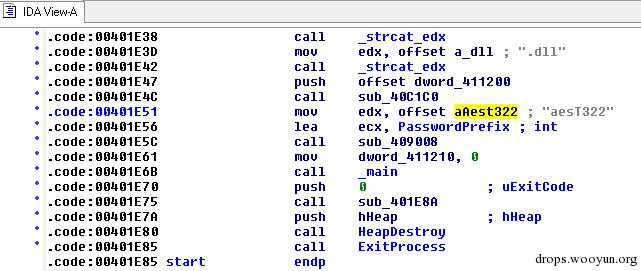 IDA View-A
.code:00401E38 call _strcat_edx
.code:00401E3D mov edx, offset a_dll ; ".dll"
.code:00401E42 call _strcat_edx
.code:00401E47 push offset dword_411200
.code:00401E4C call sub_40C1C0
.code:00401E51 mov edx, offset aAest322 ; "aesT322"
.code:00401E56 lea ecx, PasswordPrefix ; int
.code:00401E5C call sub_409008
.code:00401E61 mov dword_411210, 0
.code:00401E6B call _main
.code:00401E70 push 0 ; uExitCode
.code:00401E75 call sub_401E8A
.code:00401E7A push hHeap ; hHeap
.code:00401E80 call HeapDestroy
.code:00401E85 call ExitProcess
.code:00401E85 start endp
drops.wooyun.org